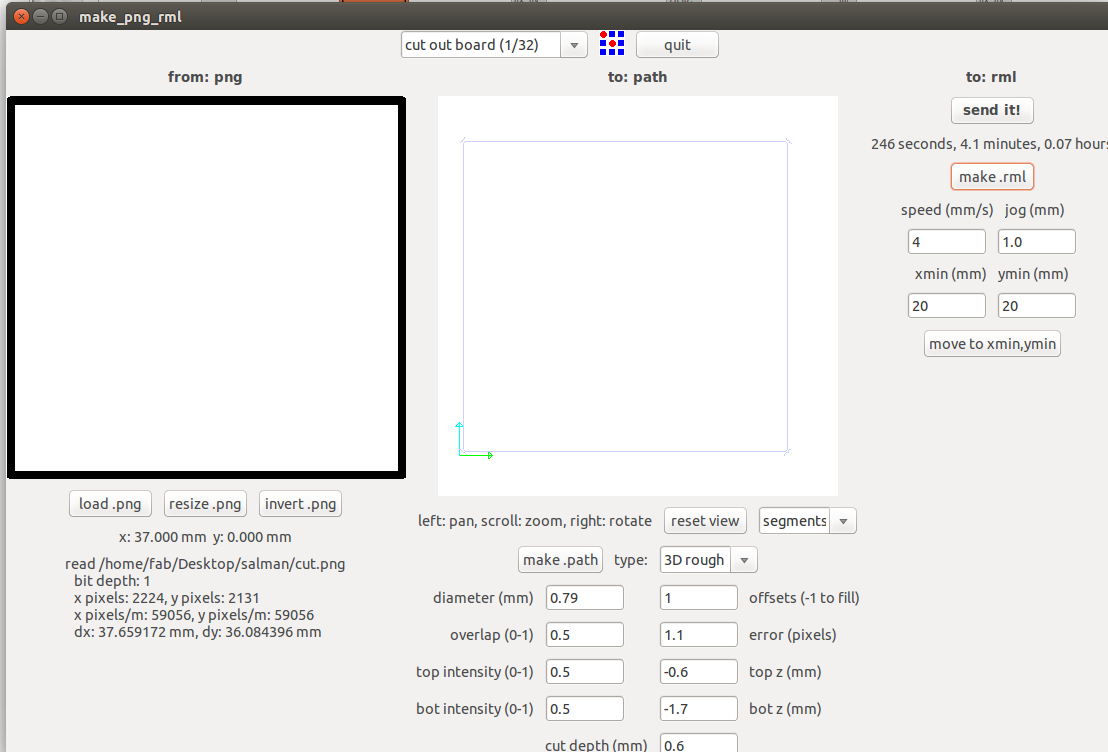 make_png_rml
cut out board (1/32) quit
from: png to: path to: rml
send it!
246 seconds, 4.1 minutes, 0.07 hours
make .rml
speed (mm/s) jog (mm)
4 1.0
xmin (mm) ymin (mm)
20 20
move to xmin,ymin
load .png resize .png invert .png
x: 37.000 mm y: 0.000 mm
read /home/fab/Desktop/salman/cut.png
bit depth: 1
x pixels: 2224, y pixels: 2131
x pixels/m: 59056, y pixels/m: 59056
dx: 37.659172 mm, dy: 36.084396 mm
left: pan, scroll: zoom, right: rotate reset view segments
make .path type: 3D rough
diameter (mm) 0.79 1 offsets (-1 to fill)
overlap (0-1) 0.5 1.1 error (pixels)
top intensity (0-1) 0.5 -0.6 top z (mm)
bot intensity (0-1) 0.5 -1.7 bot z (mm)
cut depth (mm) 0.6